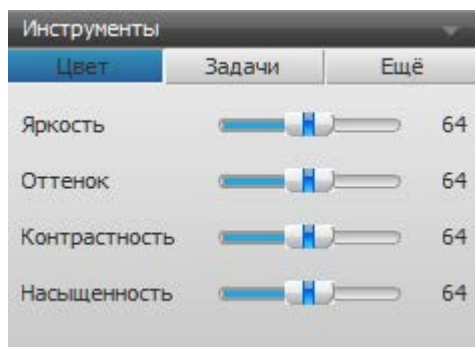 Инструменты
Цвет Задачи Ещё
Яркость 64
Оттенок 64
Контрастность 64
Насыщенность 64